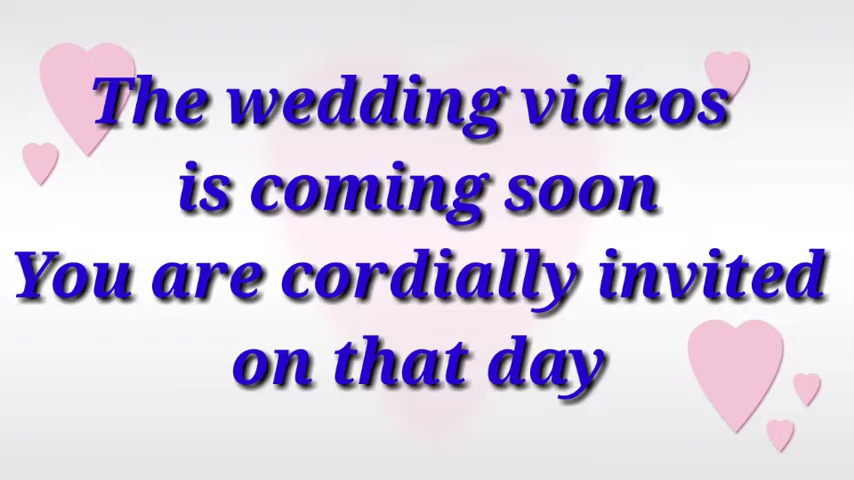 The wedding videos
is coming soon
You are cordially invited
on that day